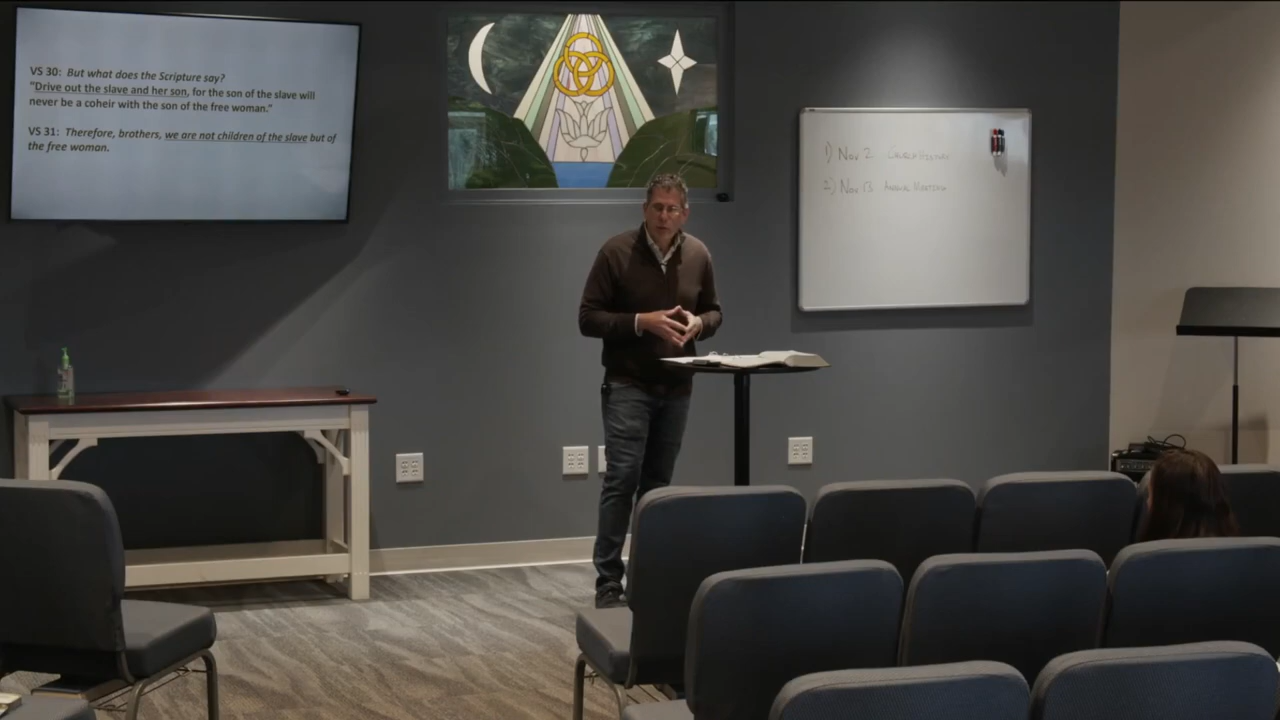 VS 30: But what does the Scripture say?
"Drive out the slave and her son, for the son of the slave will
never be a coheir with the son of the free woman."
VS 31: Therefore, brothers, we are not children of the slave but of
the free woman.
1) Nov 2 Church History
2) Nov 13 Annual Meeting